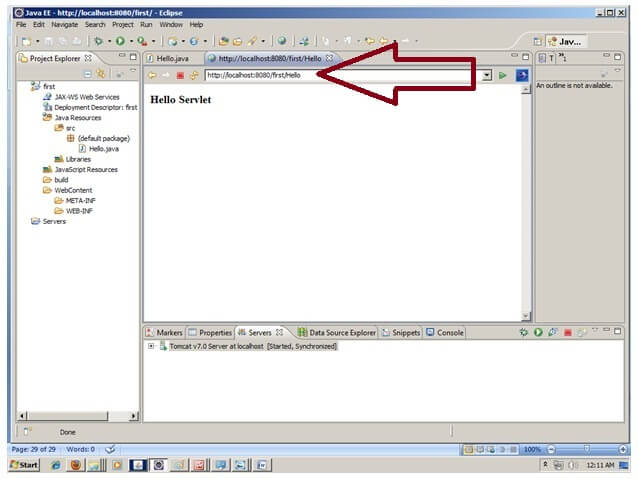 Java EE - http://localhost:8080/first/ - Eclipse
File Edit Navigate Search Project Run Window Help
Jav...
Project Explorer
Hello.java
http://localhost:8080/first/Hello
http://localhost:8080/first/Hello
An outline is not available.
first
JAX-WS Web Services
Deployment Descriptor: first
Java Resources
src
(default package)
Hello.java
Libraries
JavaScript Resources
build
WebContent
META-INF
WEB-INF
Servers
Hello Servlet
Markers Properties Servers Data Source Explorer Snippets Console
Tomcat v7.0 Server at localhost [Started, Synchronized]
Done
Page: 29 of 29 Words: 0 100%
Start 12:11 AM